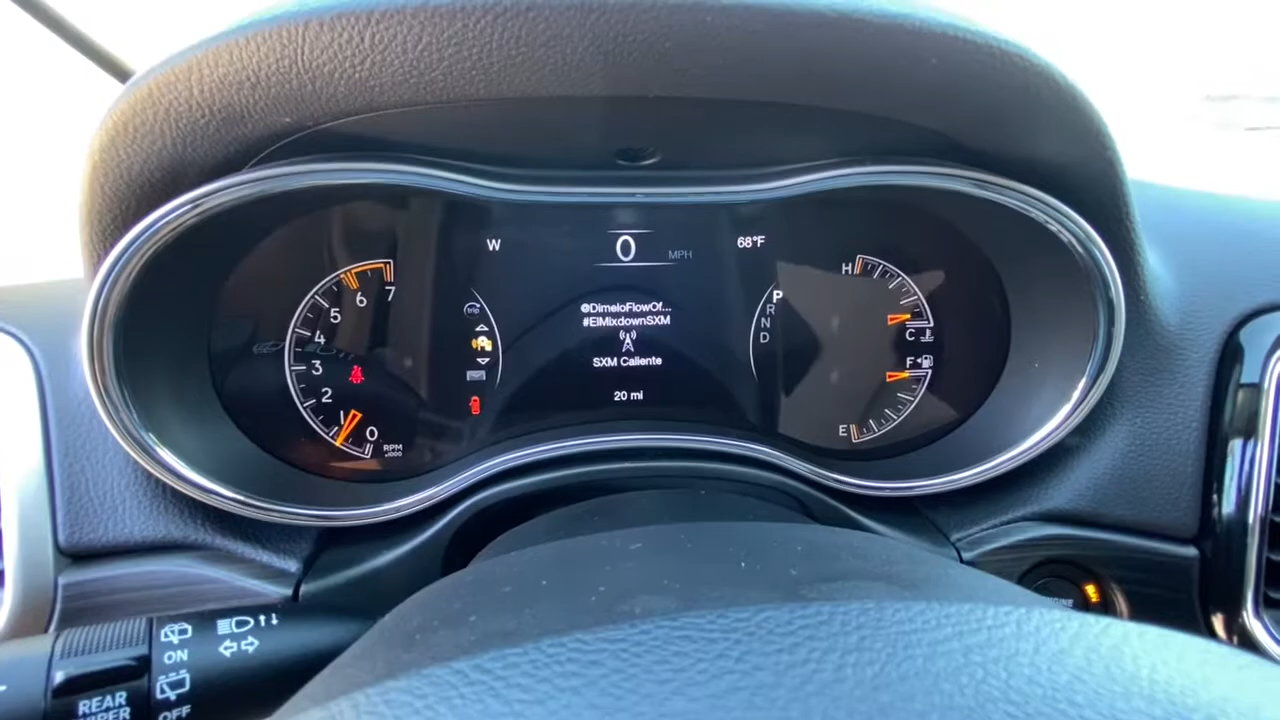 W
0
MPH
68°F
@DimeloFlowOf...
#ElMixdownSXM
SXM Caliente
20 mi
trip
P
R
N
D
7
6
5
4
3
2
1
0
RPM
x1000
H
C
F
E
ON
OFF
REAR
WIPER
ENGINE